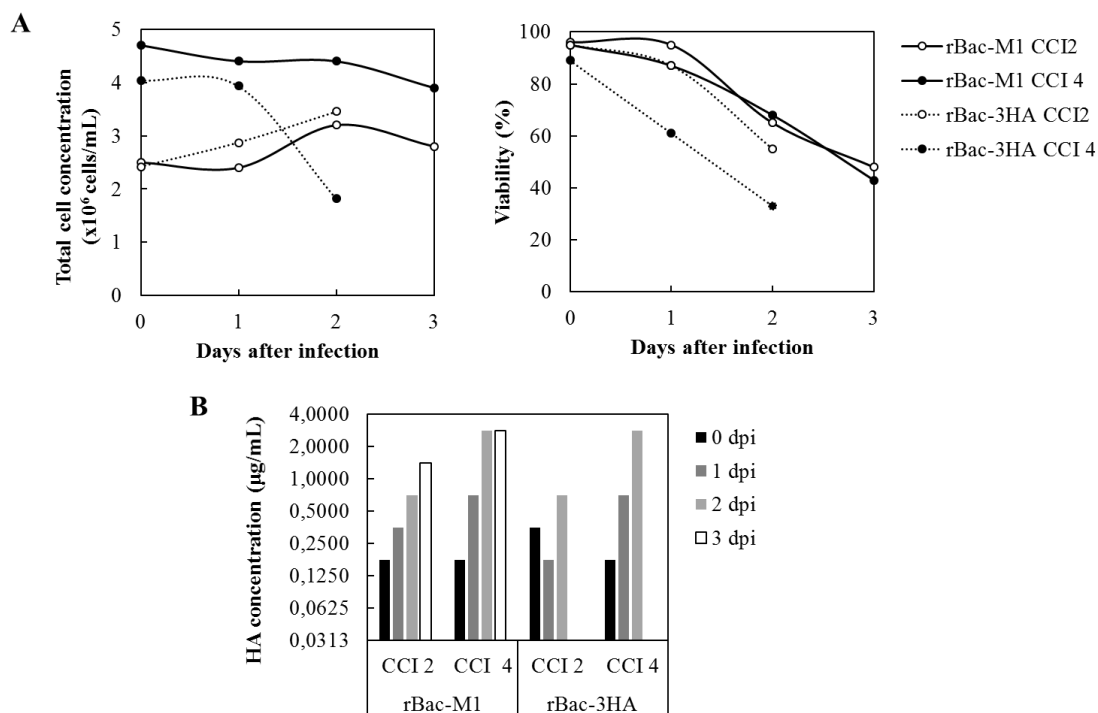 A
Total cell concentration
(x10⁶ cells/mL)
5
4
3
2
1
0
0 1 2 3
Days after infection
Viability (%)
100
80
60
40
20
0
0 1 2 3
Days after infection
rBac-M1 CCI2
rBac-M1 CCI 4
rBac-3HA CCI2
rBac-3HA CCI 4
B
HA concentration (µg/mL)
4,0000
2,0000
1,0000
0,5000
0,2500
0,1250
0,0625
0,0313
CCI 2 CCI 4 CCI 2 CCI 4
rBac-M1 rBac-3HA
0 dpi
1 dpi
2 dpi
3 dpi